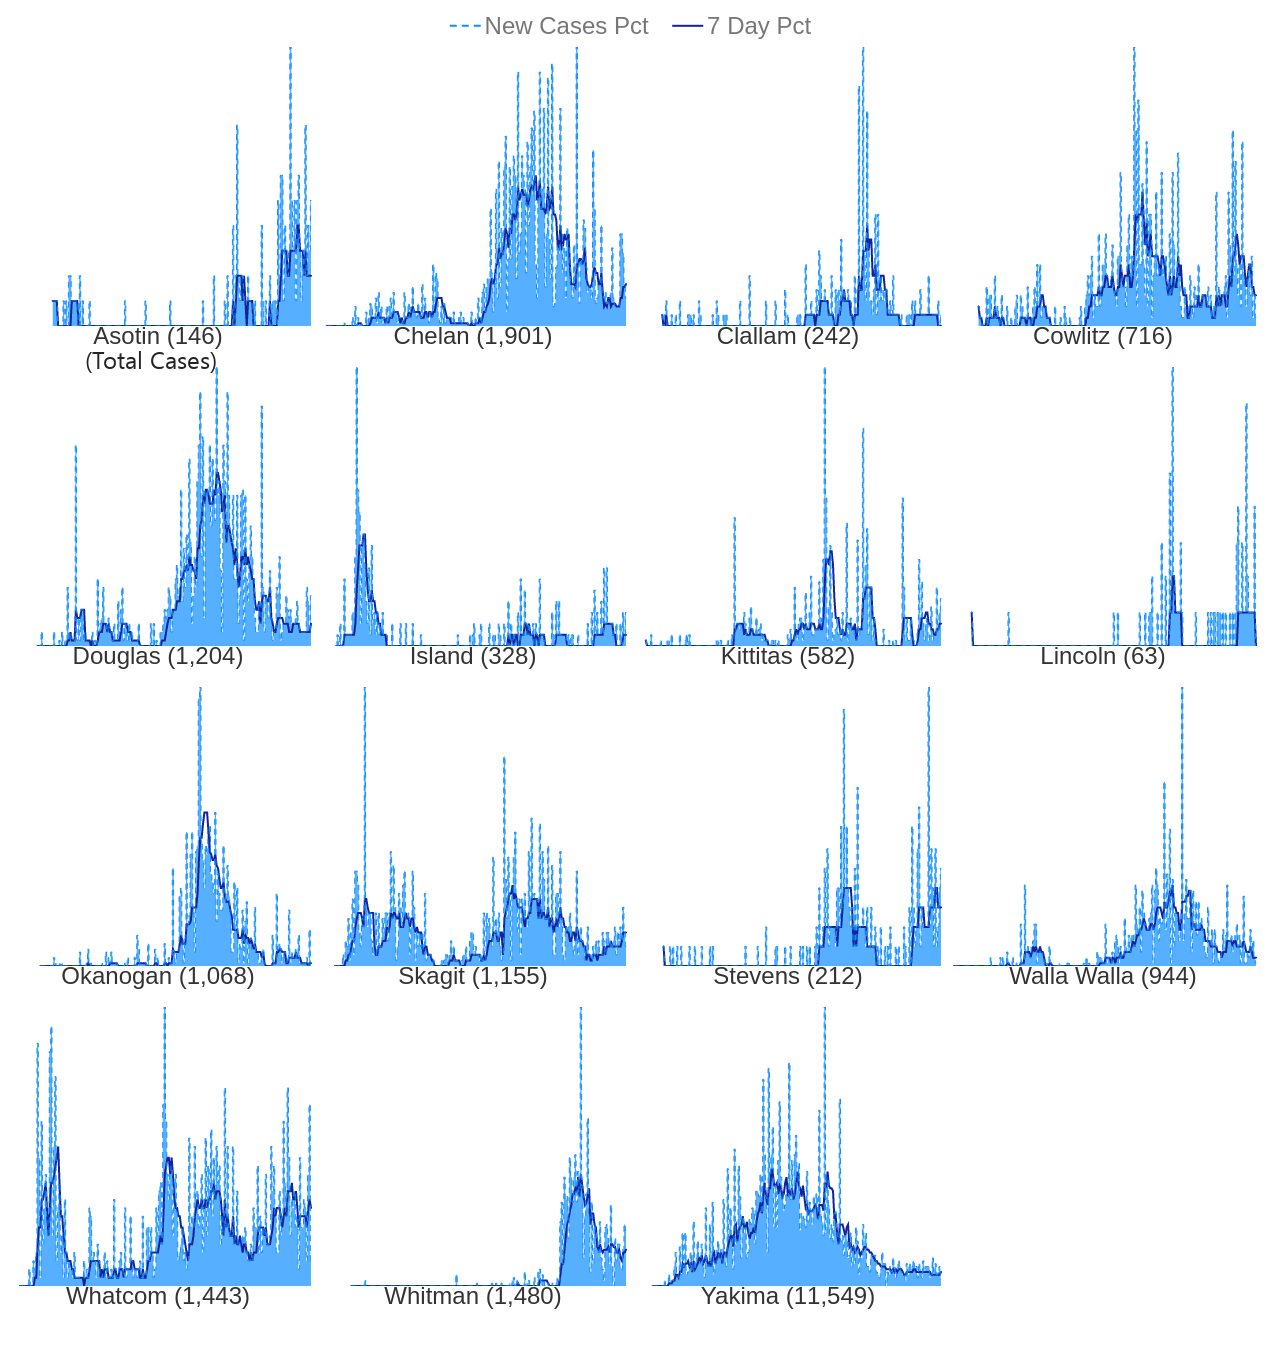 New Cases Pct 7 Day Pct
Asotin (146) Chelan (1,901) Clallam (242) Cowlitz (716)
(Total Cases)
Douglas (1,204) Island (328) Kittitas (582) Lincoln (63)
Okanogan (1,068) Skagit (1,155) Stevens (212) Walla Walla (944)
Whatcom (1,443) Whitman (1,480) Yakima (11,549)